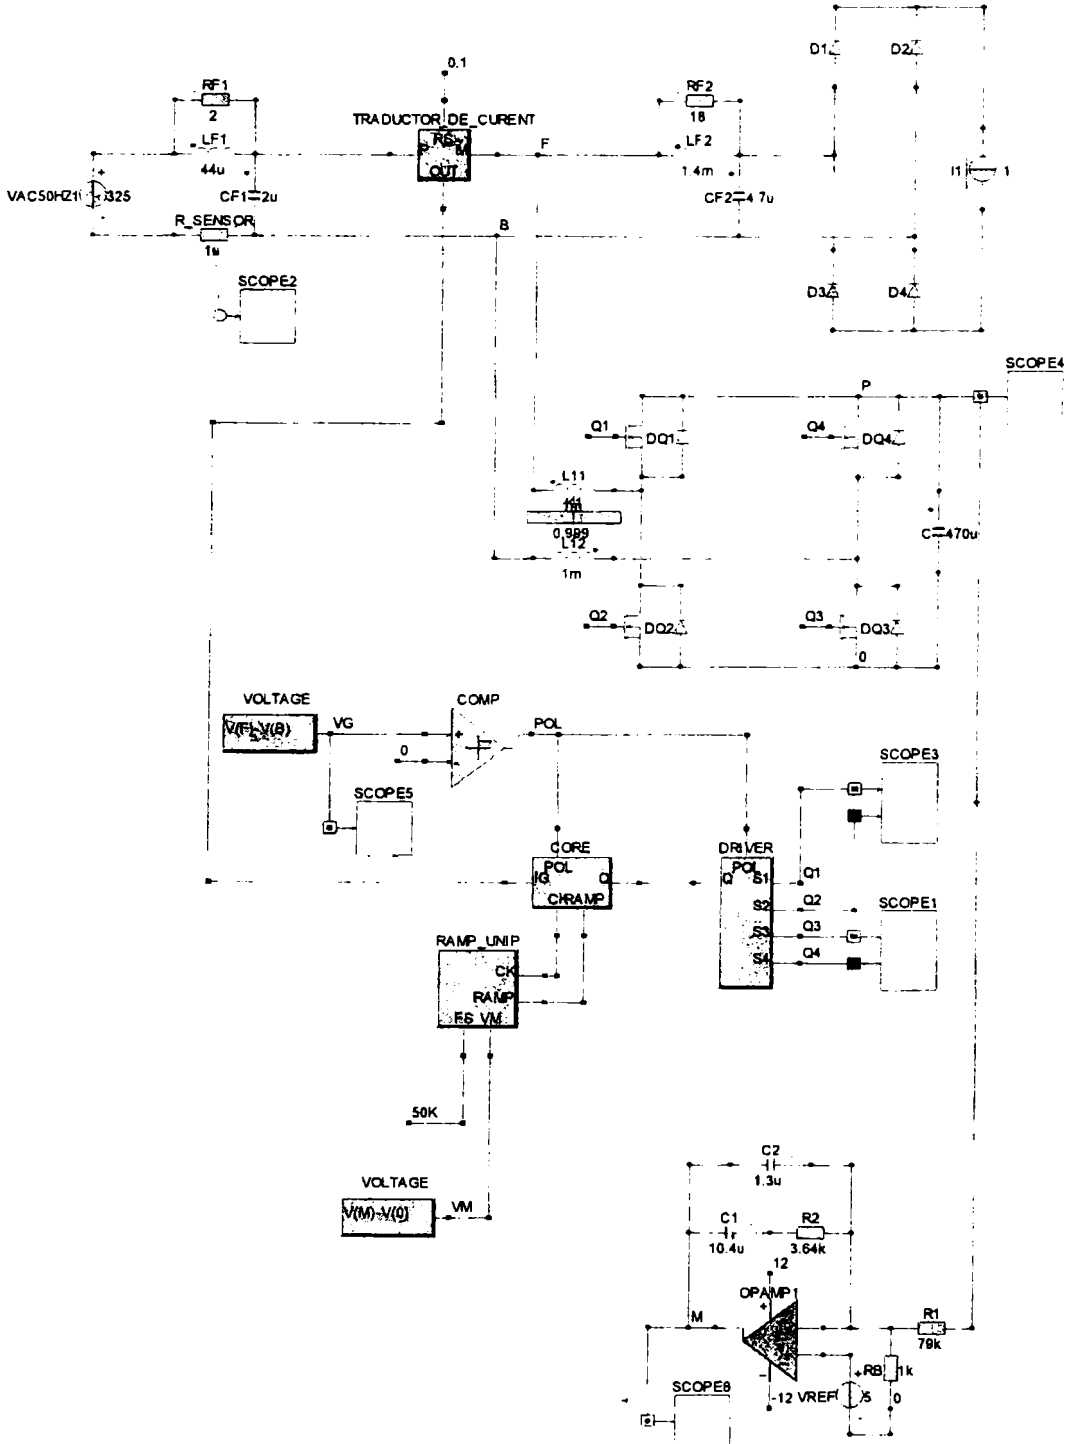 D1
D2
0.1
RF1
2
RF2
18
TRADUCTOR_DE_CURENT
RS
P
M
OUT
F
LF1
44u
LF2
1.4m
VAC50HZ1
325
CF1
2u
CF2
4.7u
I1
1
R_SENSOR
1u
B
SCOPE2
D3
D4
SCOPE4
P
Q1
DQ1
Q4
DQ4
L11
0.999
L12
1m
C
470u
Q2
DQ2
Q3
DQ3
0
VOLTAGE
V(F)-V(B)
VG
COMP
+
-
0
POL
SCOPE5
SCOPE3
CORE
POL
IG
Q
CKRAMP
DRIVER
POL
Q
S1
Q1
S2
Q2
S3
Q3
S4
Q4
SCOPE1
RAMP_UNIP
CK
RAMP
FS VM
50K
VOLTAGE
V(M)-V(0)
VM
C2
1.3u
C1
10.4u
R2
3.64k
12
OPAMP1
M
R1
79k
RB
1k
-12
VREF
5
0
SCOPE6